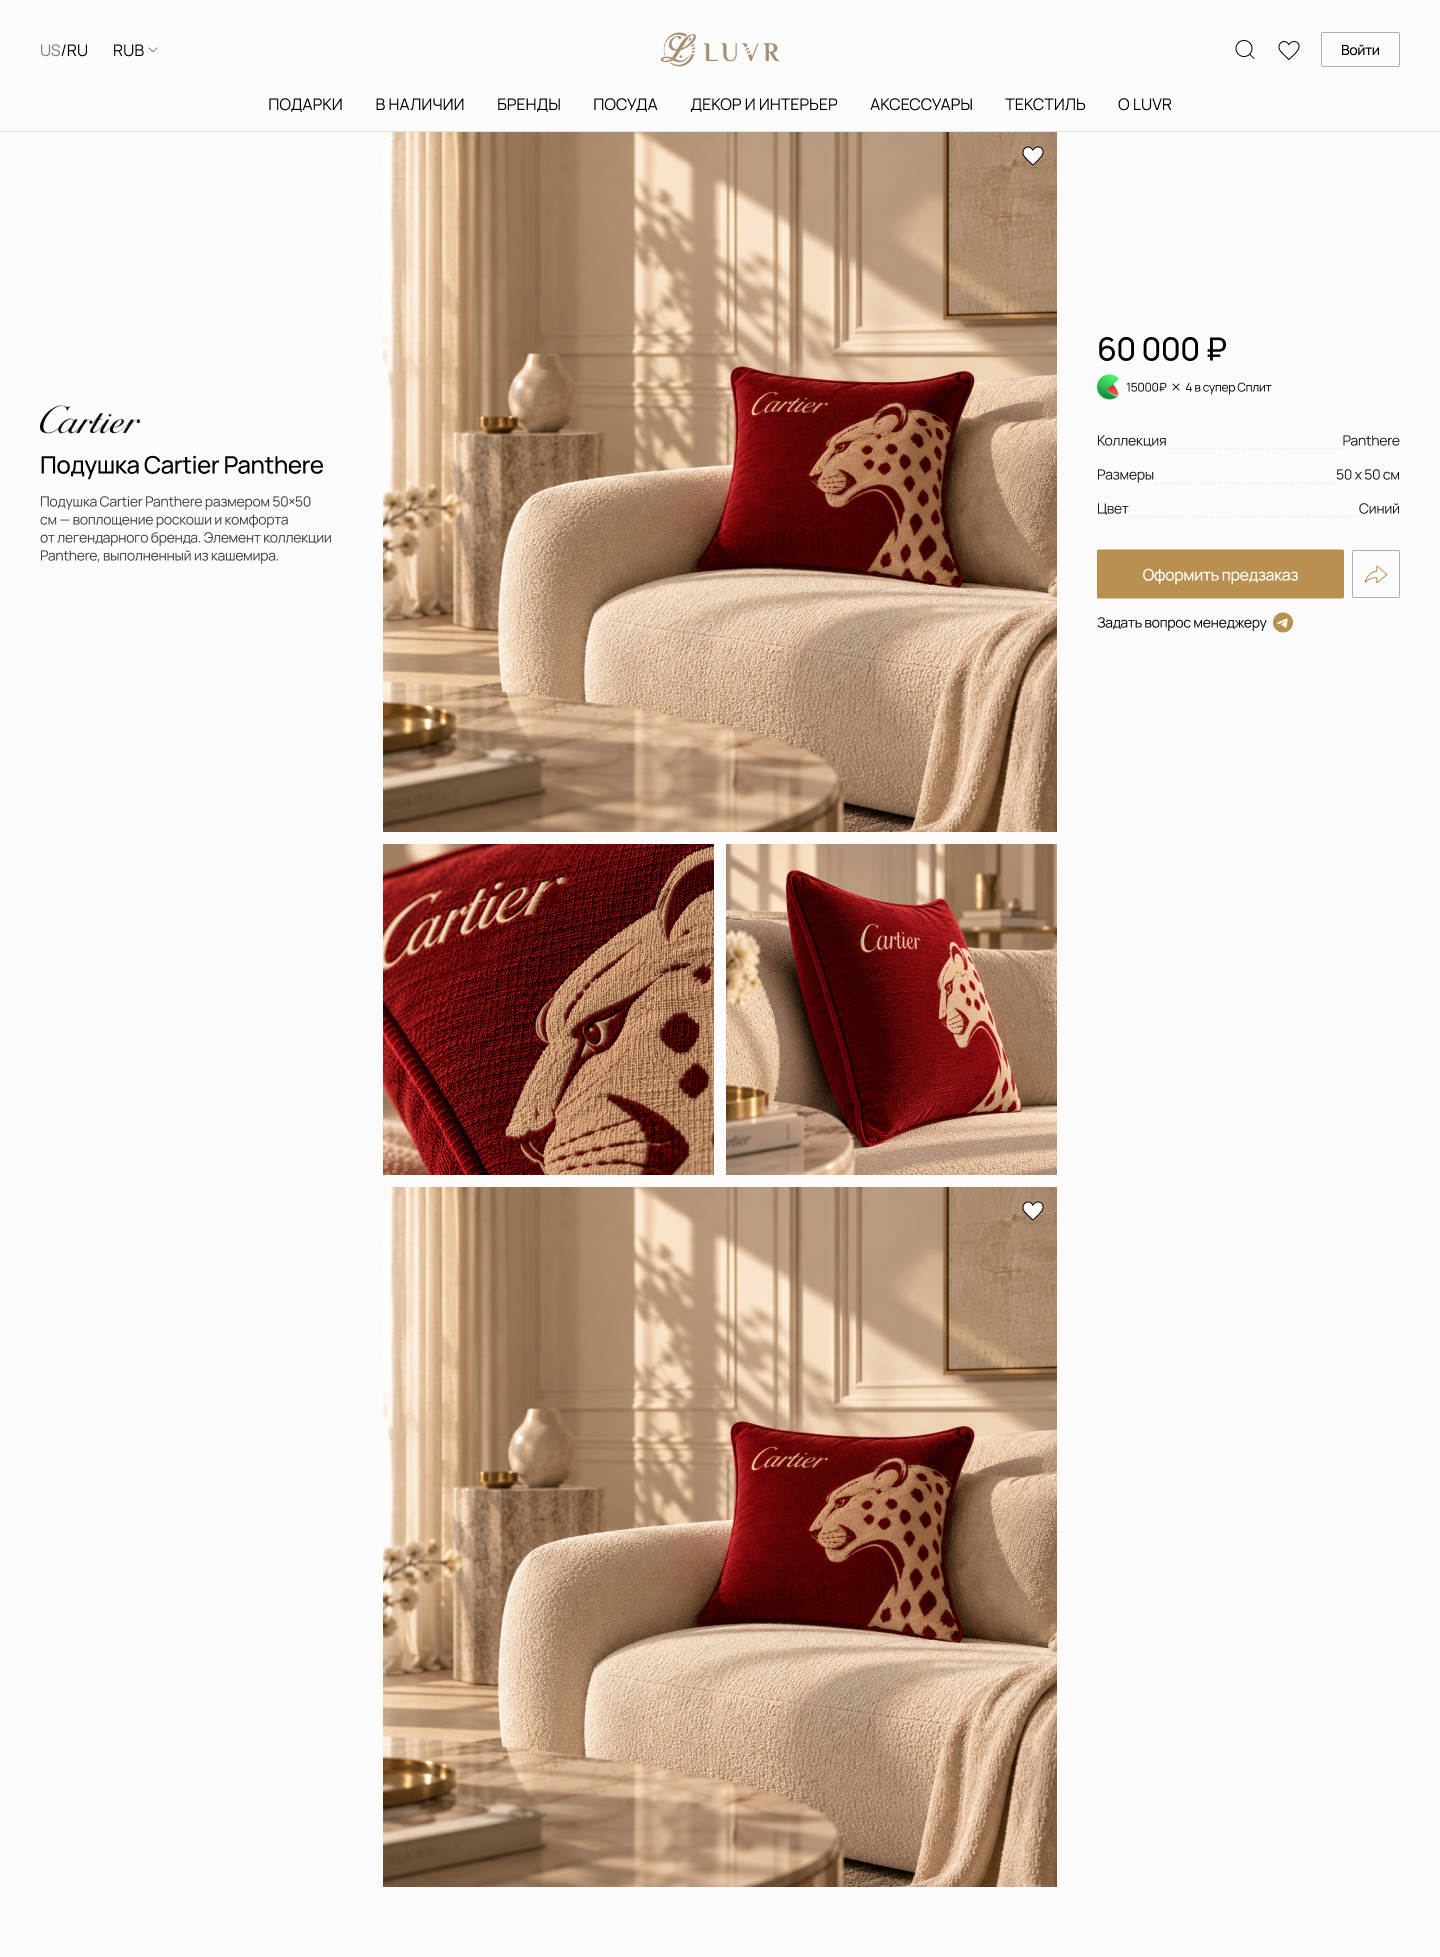 US/RU
RUB
LUVR
Войти
ПОДАРКИ
В НАЛИЧИИ
БРЕНДЫ
ПОСУДА
ДЕКОР И ИНТЕРЬЕР
АКСЕССУАРЫ
ТЕКСТИЛЬ
О LUVR
Cartier
Подушка Cartier Panthere
Подушка Cartier Panthere размером 50×50
см — воплощение роскоши и комфорта
от легендарного бренда. Элемент коллекции
Panthere, выполненный из кашемира.
Cartier
60 000 ₽
15000₽ × 4 в супер Сплит
Коллекция Panthere
Размеры 50 x 50 см
Цвет Синий
Оформить предзаказ
Задать вопрос менеджеру
Cartier
Cartier
Cartier